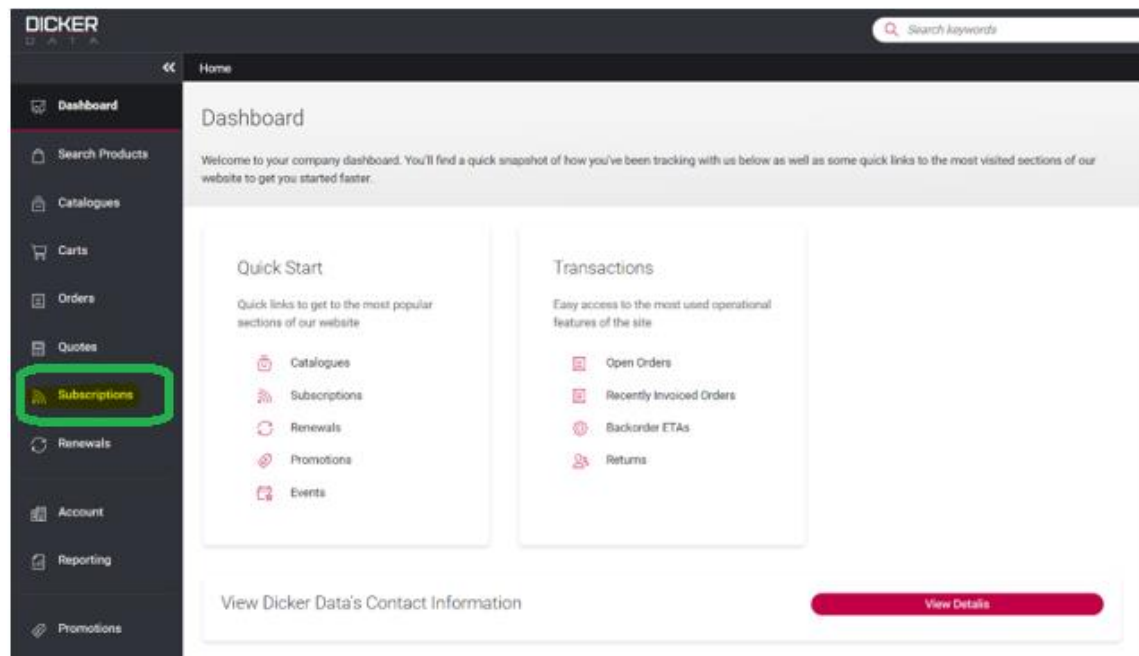 DICKER
DATA
Search keywords
Home
Dashboard
Search Products
Catalogues
Carts
Orders
Quotes
Subscriptions
Renewals
Account
Reporting
Promotions
Dashboard
Welcome to your company dashboard. You'll find a quick snapshot of how you've been tracking with us below as well as some quick links to the most visited sections of our
website to get you started faster.
Quick Start
Quick links to get to the most popular
sections of our website
Catalogues
Subscriptions
Renewals
Promotions
Events
Transactions
Easy access to the most used operational
features of the site
Open Orders
Recently Invoiced Orders
Backorder ETAs
Returns
View Dicker Data's Contact Information
View Details